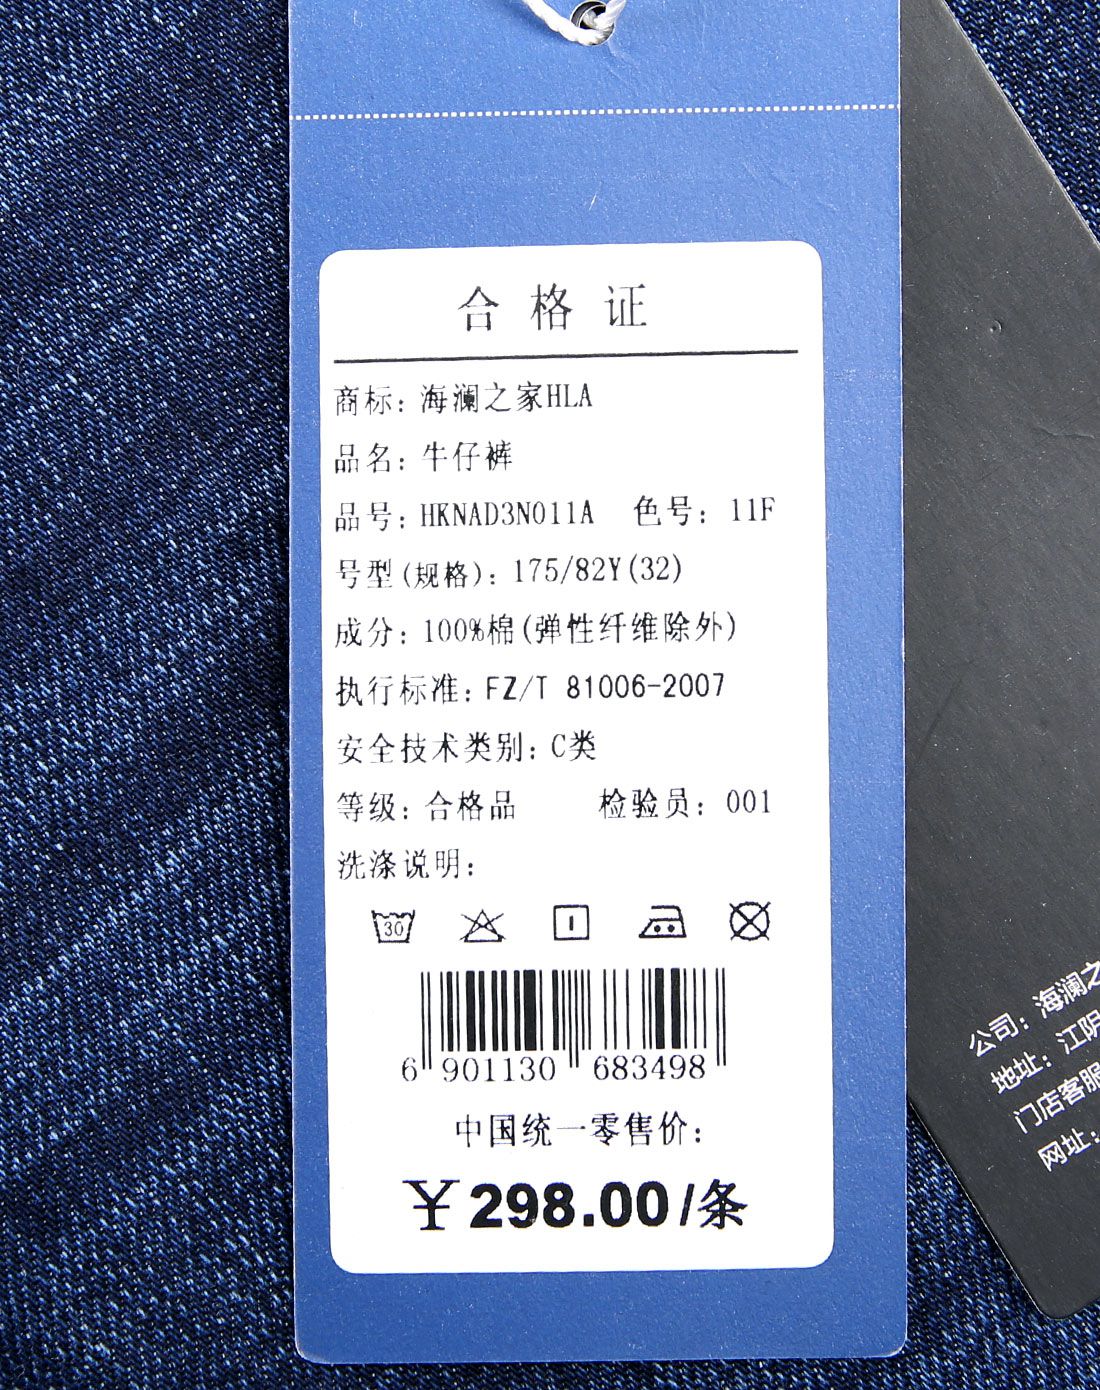 合格证
商标: 海澜之家HLA
品名: 牛仔裤
品号: HKNAD3N011A 色号: 11F
号型(规格): 175/82Y(32)
成分: 100%棉(弹性纤维除外)
执行标准: FZ/T 81006-2007
安全技术类别: C类
等级: 合格品 检验员: 001
洗涤说明:
30
6 901130 683498
中国统一零售价:
¥298.00/条
公司: 海澜之
地址: 江阴
门店客服
网址: